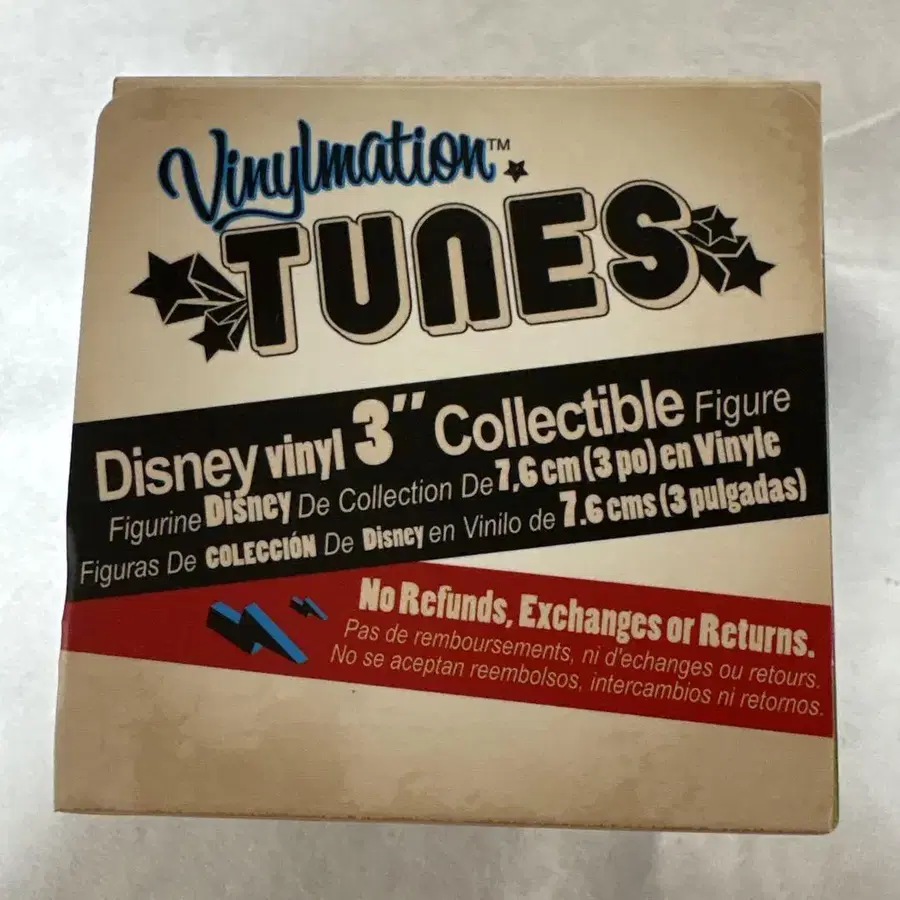 Vinylmation™
TUNES
Disney vinyl 3" Collectible Figure
Figurine Disney De Collection De 7,6 cm (3 po) en Vinyle
Figuras De COLECCIÓN De Disney en Vinilo de 7.6 cms (3 pulgadas)
No Refunds, Exchanges or Returns.
Pas de remboursements, ni d'echanges ou retours.
No se aceptan reembolsos, intercambios ni retornos.